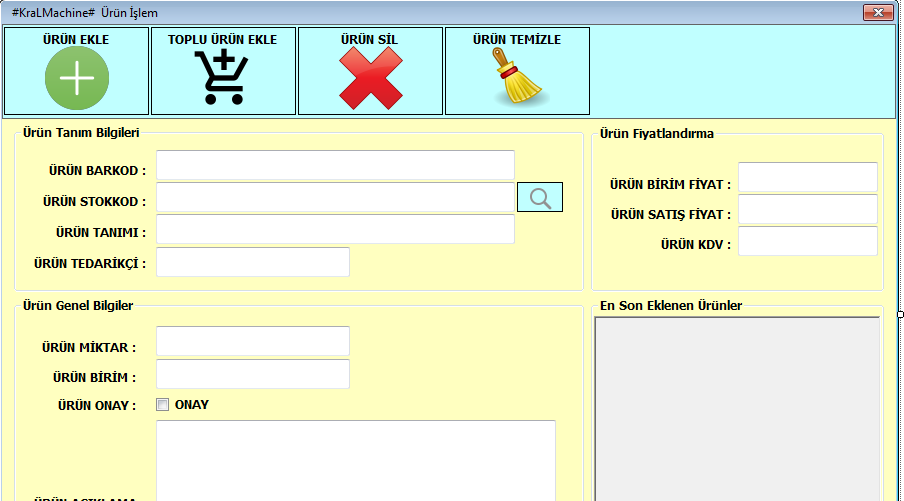 #KraLMachine# Ürün İşlem
ÜRÜN EKLE
TOPLU ÜRÜN EKLE
ÜRÜN SİL
ÜRÜN TEMİZLE
Ürün Tanım Bilgileri
ÜRÜN BARKOD :
ÜRÜN STOKKOD :
ÜRÜN TANIMI :
ÜRÜN TEDARİKÇİ :
Ürün Fiyatlandırma
ÜRÜN BİRİM FİYAT :
ÜRÜN SATIŞ FİYAT :
ÜRÜN KDV :
Ürün Genel Bilgiler
ÜRÜN MİKTAR :
ÜRÜN BİRİM :
ÜRÜN ONAY :
ONAY
ÜRÜN AÇIKLAMA
En Son Eklenen Ürünler